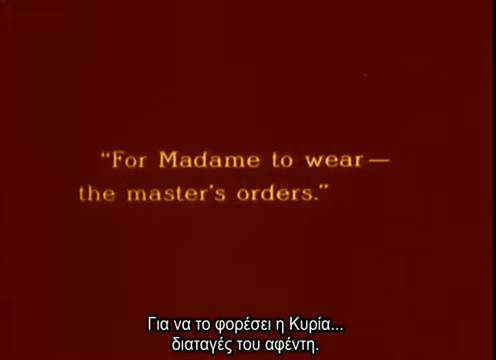 "For Madame to wear—
the master's orders."
Για να το φορέσει η Κυρία...
διαταγές του αφέντη.